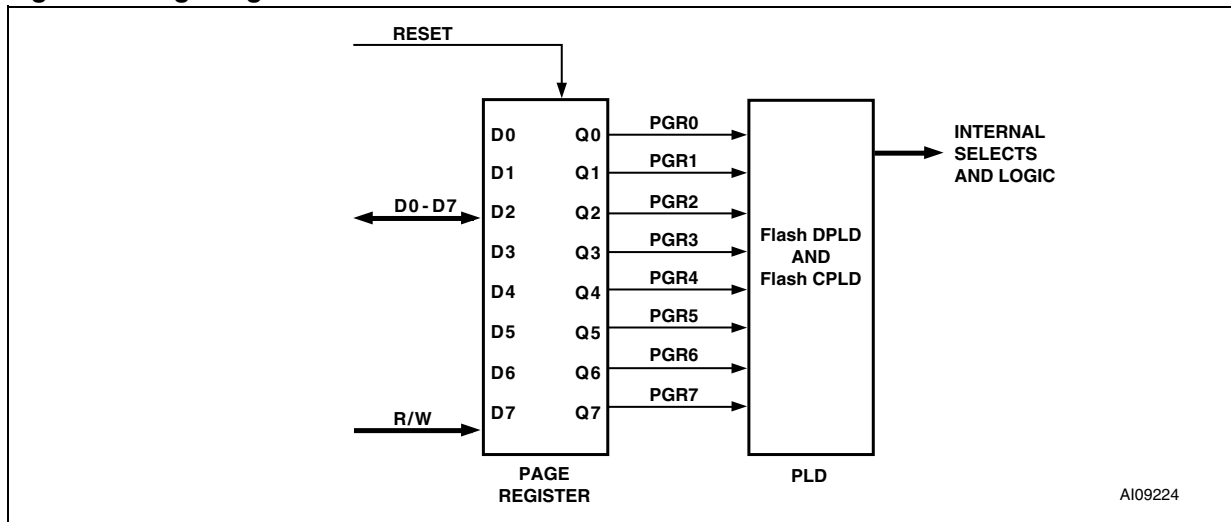 RESET
D0 Q0 PGR0
D1 Q1 PGR1
D0-D7 D2 Q2 PGR2
D3 Q3 PGR3
D4 Q4 PGR4
D5 Q5 PGR5
D6 Q6 PGR6
R/W D7 Q7 PGR7
Flash DPLD
AND
Flash CPLD
INTERNAL
SELECTS
AND LOGIC
PAGE
REGISTER
PLD
AI09224